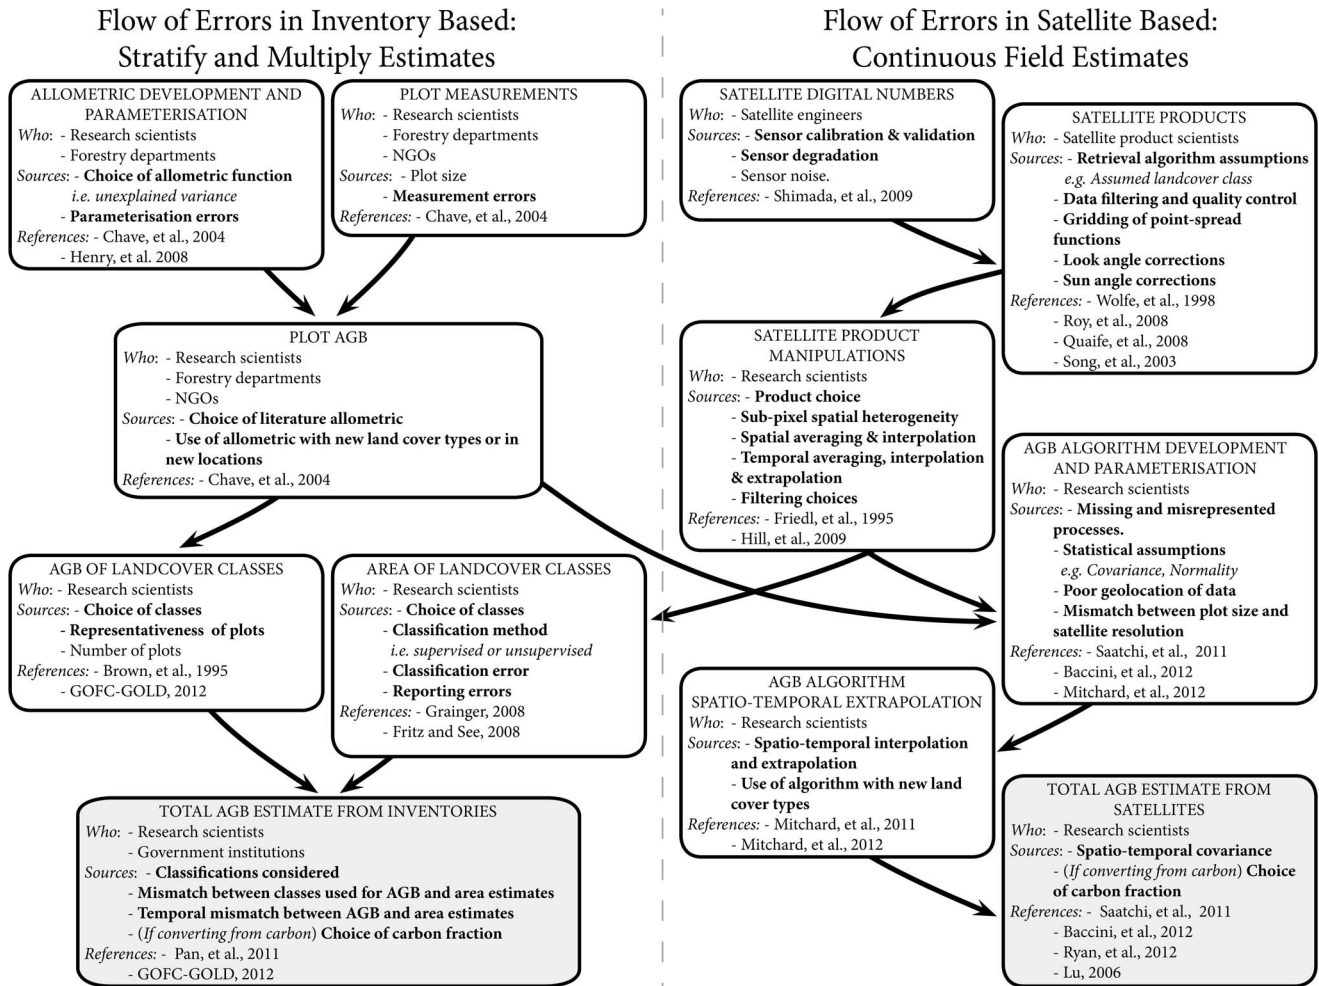 Flow of Errors in Inventory Based:
Stratify and Multiply Estimates
ALLOMETRIC DEVELOPMENT AND
PARAMETERISATION
Who: - Research scientists
- Forestry departments
Sources: - Choice of allometric function
i.e. unexplained variance
- Parameterisation errors
References: - Chave, et al., 2004
- Henry, et al. 2008
PLOT MEASUREMENTS
Who: - Research scientists
- Forestry departments
- NGOs
Sources: - Plot size
- Measurement errors
References: - Chave, et al., 2004
PLOT AGB
Who: - Research scientists
- Forestry departments
- NGOs
Sources: - Choice of literature allometric
- Use of allometric with new land cover types or in
new locations
References: - Chave, et al., 2004
AGB OF LANDCOVER CLASSES
Who: - Research scientists
Sources: - Choice of classes
- Representativeness of plots
- Number of plots
References: - Brown, et al., 1995
- GOFC-GOLD, 2012
AREA OF LANDCOVER CLASSES
Who: - Research scientists
Sources: - Choice of classes
- Classification method
i.e. supervised or unsupervised
- Classification error
- Reporting errors
References: - Grainger, 2008
- Fritz and See, 2008
TOTAL AGB ESTIMATE FROM INVENTORIES
Who: - Research scientists
- Government institutions
Sources: - Classifications considered
- Mismatch between classes used for AGB and area estimates
- Temporal mismatch between AGB and area estimates
- (If converting from carbon) Choice of carbon fraction
References: - Pan, et al., 2011
- GOFC-GOLD, 2012
Flow of Errors in Satellite Based:
Continuous Field Estimates
SATELLITE DIGITAL NUMBERS
Who: - Satellite engineers
Sources: - Sensor calibration & validation
- Sensor degradation
- Sensor noise.
References: - Shimada, et al., 2009
SATELLITE PRODUCTS
Who: - Satellite product scientists
Sources: - Retrieval algorithm assumptions
e.g. Assumed landcover class
- Data filtering and quality control
- Gridding of point-spread
functions
- Look angle corrections
- Sun angle corrections
References: - Wolfe, et al., 1998
- Roy, et al., 2008
- Quaife, et al., 2008
- Song, et al., 2003
SATELLITE PRODUCT
MANIPULATIONS
Who: - Research scientists
Sources: - Product choice
- Sub-pixel spatial heterogeneity
- Spatial averaging & interpolation
- Temporal averaging, interpolation
& extrapolation
- Filtering choices
References: - Friedl, et al., 1995
- Hill, et al., 2009
AGB ALGORITHM DEVELOPMENT
AND PARAMETERISATION
Who: - Research scientists
Sources: - Missing and misrepresented
processes.
- Statistical assumptions
e.g. Covariance, Normality
- Poor geolocation of data
- Mismatch between plot size and
satellite resolution
References: - Saatchi, et al., 2011
- Baccini, et al., 2012
- Mitchard, et al., 2012
AGB ALGORITHM
SPATIO-TEMPORAL EXTRAPOLATION
Who: - Research scientists
Sources: - Spatio-temporal interpolation
and extrapolation
- Use of algorithm with new land
cover types
References: - Mitchard, et al., 2011
- Mitchard, et al., 2012
TOTAL AGB ESTIMATE FROM
SATELLITES
Who: - Research scientists
Sources: - Spatio-temporal covariance
- (If converting from carbon) Choice
of carbon fraction
References: - Saatchi, et al., 2011
- Baccini, et al., 2012
- Ryan, et al., 2012
- Lu, 2006